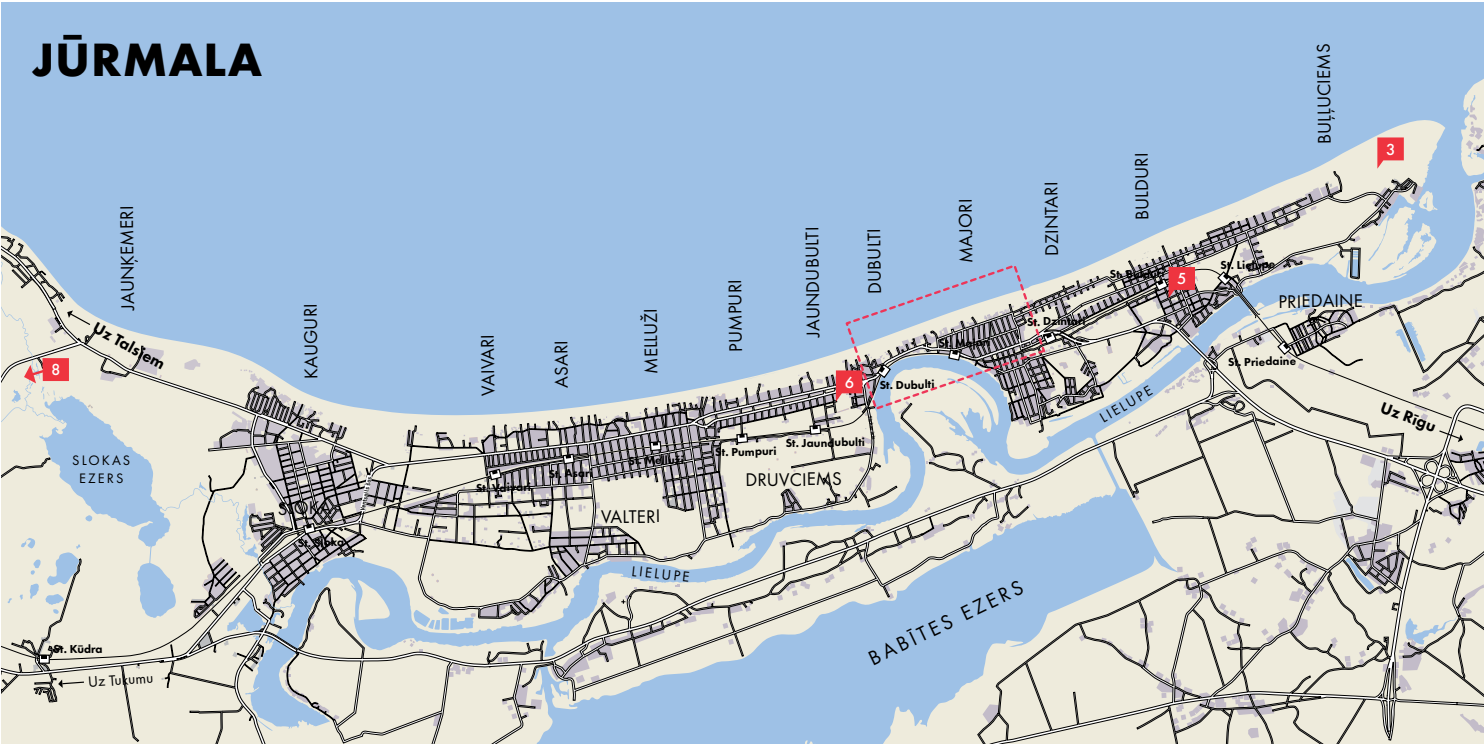 JŪRMALA
BUĻĻUCIEMS
3
BULDURI
DZINTARI
MAJORI
DUBULTI
JAUNDUBULTI
PUMPURI
MELLUŽI
ASARI
VAIVARI
KAUGURI
JAUNĶEMERI
Uz Talsiem
8
6
5
St. Bulduri
St. Lielupe
PRIEDAINE
St. Dzintari
St. Majori
St. Priedaine
St. Dubulti
LIELUPE
Uz Rīgu
St. Jaundubulti
St. Pumpuri
St. Melluži
St. Asari
St. Vaivari
SLOKAS
EZERS
DRUVCIEMS
SLOKA
VALTERI
St. Sloka
LIELUPE
BABĪTES EZERS
St. Kūdra
Uz Tukumu